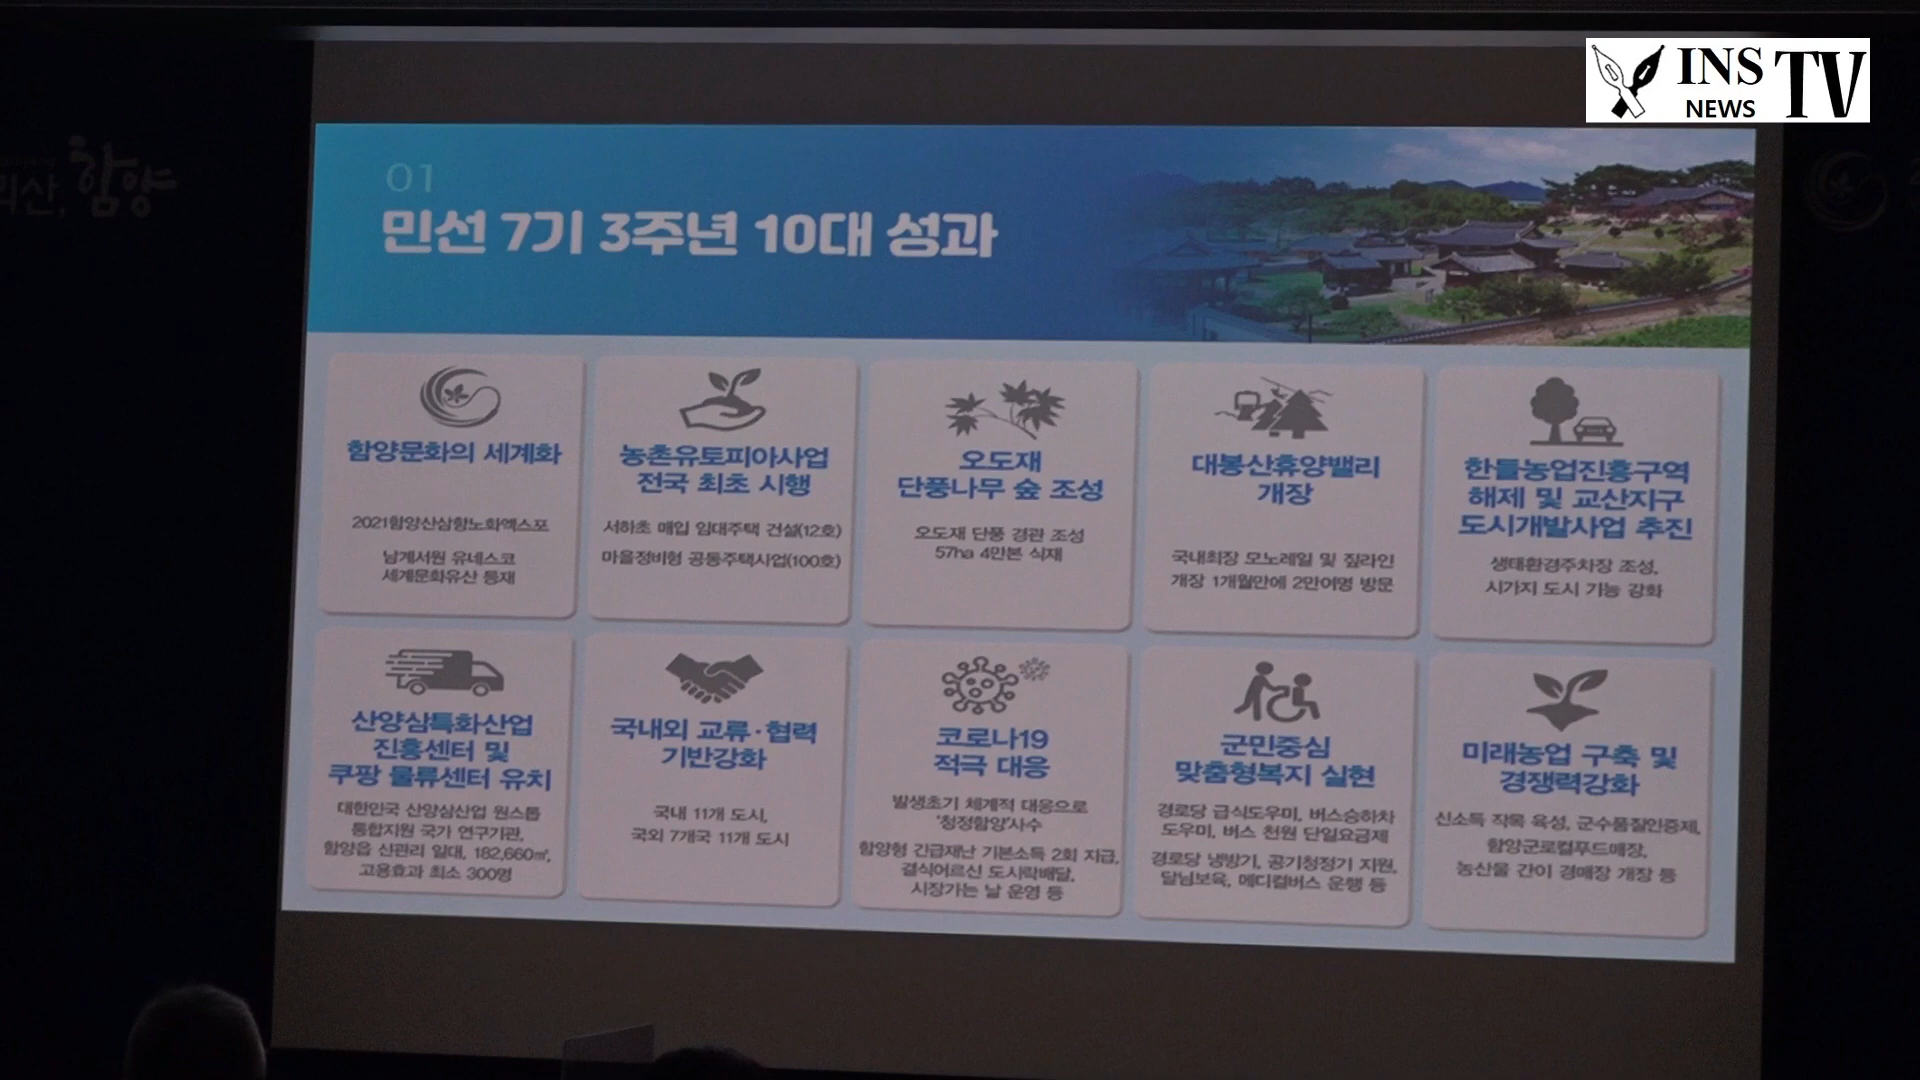 INS TV
NEWS
함양
01
민선 7기 3주년 10대 성과
함양문화의 세계화
2021함양산삼항노화엑스포
남계서원 유네스코
세계문화유산 등재
농촌유토피아사업
전국 최초 시행
서하초 매입 임대주택 건설(12호)
마을정비형 공동주택사업(100호)
오도재
단풍나무 숲 조성
오도재 단풍 경관 조성
57ha 4만본 식재
대봉산휴양밸리
개장
국내최장 모노레일 및 짚라인
개장 1개월만에 2만여명 방문
한들농업진흥구역
해제 및 교산지구
도시개발사업 추진
생태환경주차장 조성,
시가지 도시 기능 강화
산양삼특화산업
진흥센터 및
쿠팡 물류센터 유치
대한민국 산양삼산업 원스톱
통합지원 국가 연구기관,
함양읍 신관리 일대, 182,660㎡,
고용효과 최소 300명
국내외 교류·협력
기반강화
국내 11개 도시,
국외 7개국 11개 도시
코로나19
적극 대응
발생초기 체계적 대응으로
'청정함양'사수
함양형 긴급재난 기본소득 2회 지급,
결식어르신 도시락배달,
시장가는 날 운영 등
군민중심
맞춤형복지 실현
경로당 급식도우미, 버스승하차
도우미, 버스 천원 단일요금제
경로당 냉방기, 공기청정기 지원,
달님보육, 메디컬버스 운행 등
미래농업 구축 및
경쟁력강화
신소득 작목 육성, 군수품질인증제,
함양군로컬푸드매장,
농산물 간이 경매장 개장 등